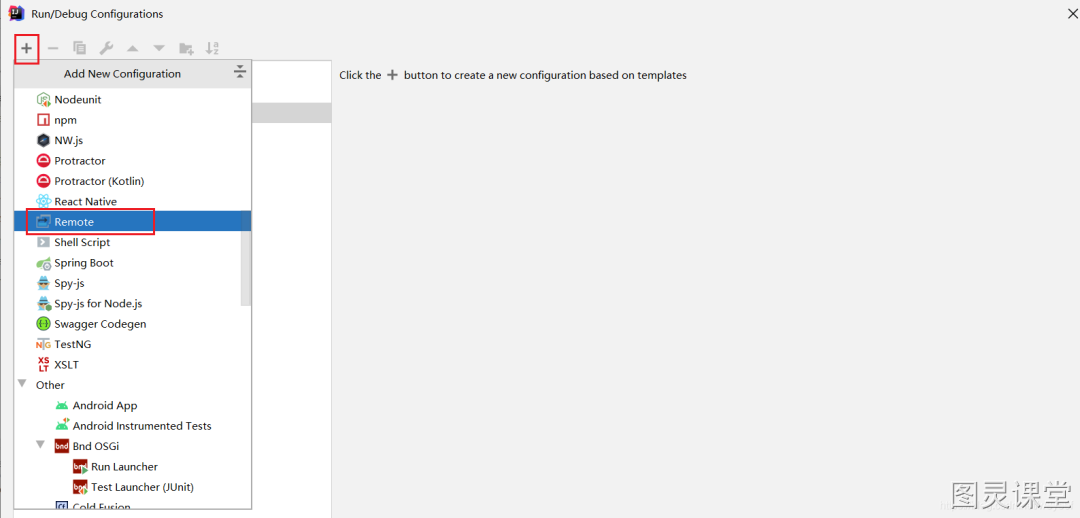 Run/Debug Configurations
Add New Configuration
Click the + button to create a new configuration based on templates
Nodeunit
npm
NW.js
Protractor
Protractor (Kotlin)
React Native
Remote
Shell Script
Spring Boot
Spy-js
Spy-js for Node.js
Swagger Codegen
TestNG
XSLT
Other
Android App
Android Instrumented Tests
bnd Bnd OSGi
Run Launcher
Test Launcher (JUnit)
Cold Fusion
图灵课堂